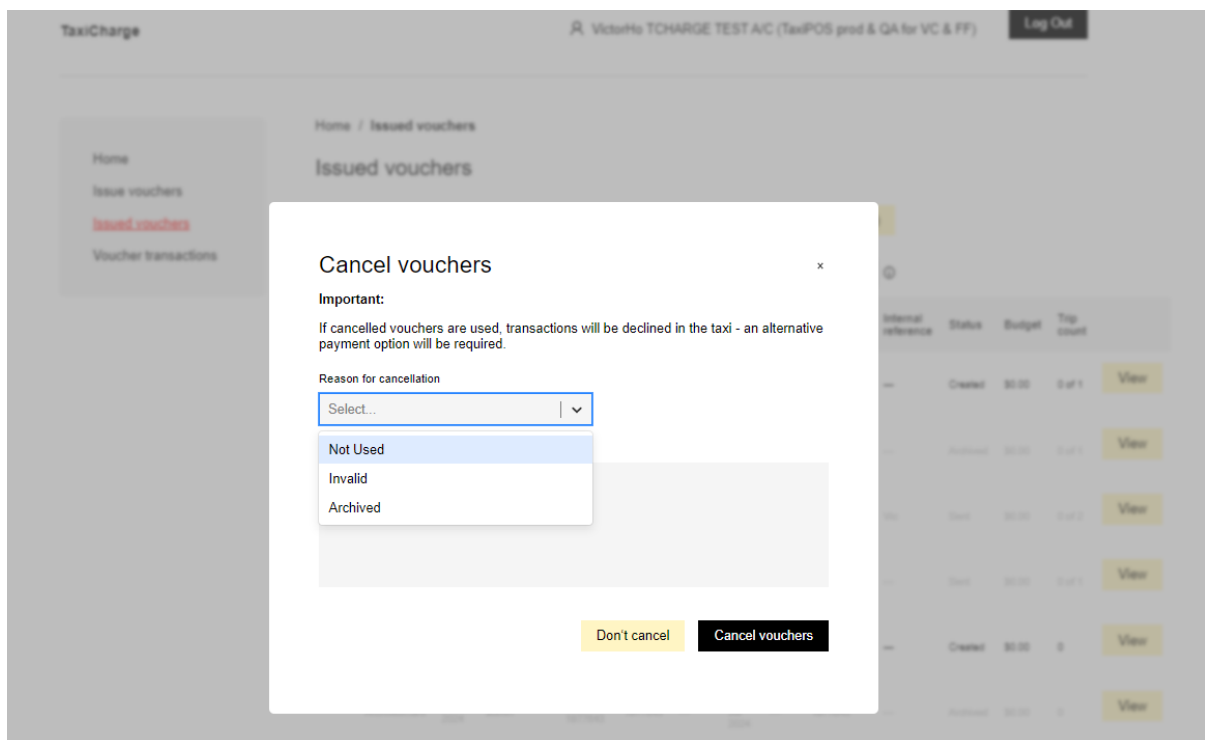 TaxiCharge
VictorHo TCHARGE TEST A/C (TaxiPOS prod & QA for VC & FF)
Log Out
Home / Issued vouchers
Home
Issue vouchers
Issued vouchers
Voucher transactions
Issued vouchers
Cancel vouchers
x
Important:
If cancelled vouchers are used, transactions will be declined in the taxi - an alternative
payment option will be required.
Reason for cancellation
Select...
Not Used
Invalid
Archived
Don't cancel
Cancel vouchers
Internal
reference
Status
Budget
Trip
count
— Created $0.00 0 of 1 View
View
View
View
— Created $0.00 0 View
View